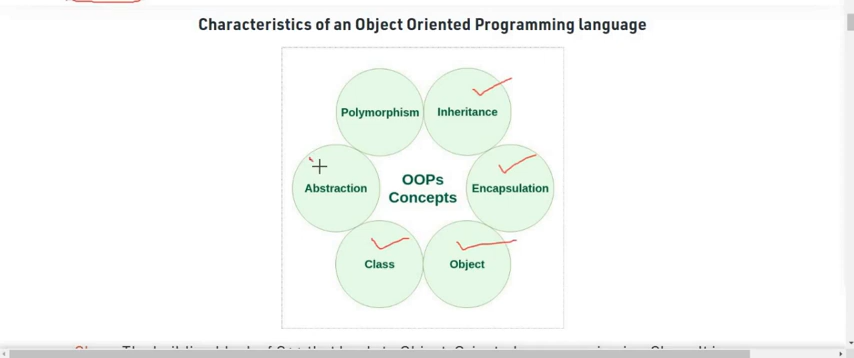 Characteristics of an Object Oriented Programming language
Polymorphism
Inheritance
Abstraction
OOPs
Concepts
Encapsulation
Class
Object